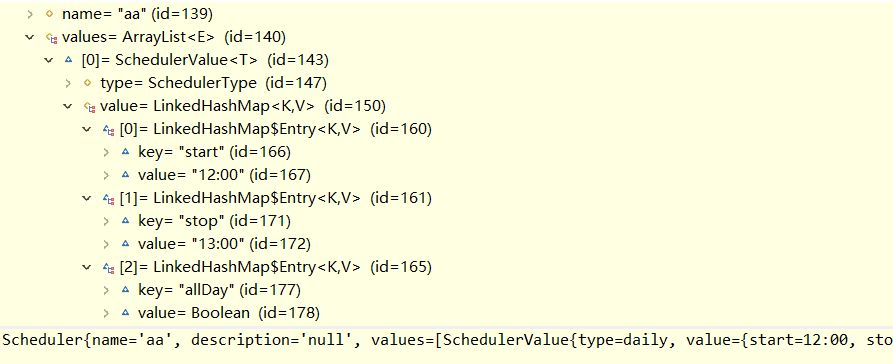 name= "aa" (id=139)
values= ArrayList<E> (id=140)
[0]= SchedulerValue<T> (id=143)
type= SchedulerType (id=147)
value= LinkedHashMap<K,V> (id=150)
[0]= LinkedHashMap$Entry<K,V> (id=160)
key= "start" (id=166)
value= "12:00" (id=167)
[1]= LinkedHashMap$Entry<K,V> (id=161)
key= "stop" (id=171)
value= "13:00" (id=172)
[2]= LinkedHashMap$Entry<K,V> (id=165)
key= "allDay" (id=177)
value= Boolean (id=178)
Scheduler{name='aa', description='null', values=[SchedulerValue{type=daily, value={start=12:00, sto